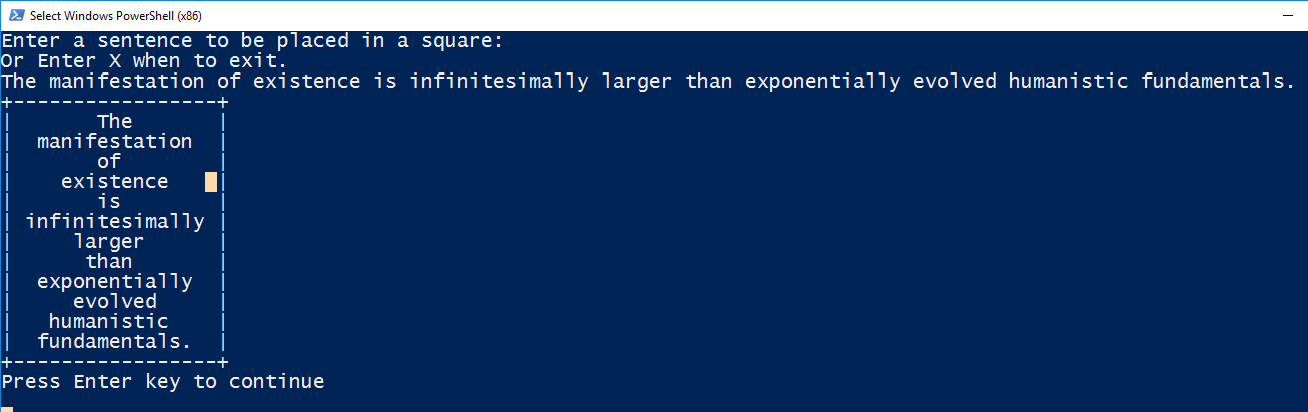 Select Windows PowerShell (x86)
Enter a sentence to be placed in a square:
Or Enter X when to exit.
The manifestation of existence is infinitesimally larger than exponentially evolved humanistic fundamentals.
+-----------------+
|       The       |
|  manifestation  |
|       of        |
|    existence    |
|       is        |
| infinitesimally |
|     larger      |
|      than       |
|  exponentially  |
|     evolved     |
|   humanistic    |
|  fundamentals.  |
+-----------------+
Press Enter key to continue